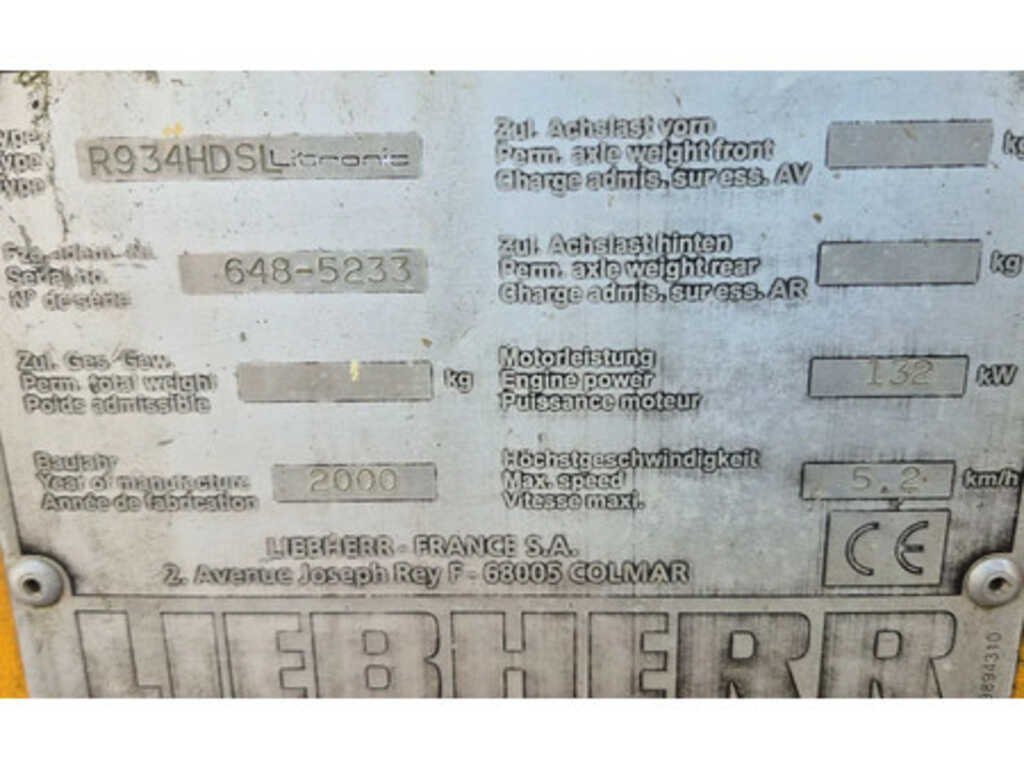 ype
ype R934HDSL Litronic
ype
Serial no. 648-5233
N° de série
Zul. Ges. Gew.
Perm. total weight kg
Poids admissible
Baujahr
Year of manufacture 2000
Année de fabrication
Zul. Achslast vorn
Perm. axle weight front kg
Charge admis. sur ess. AV
Zul. Achslast hinten
Perm. axle weight rear kg
Charge admis. sur ess. AR
Motorleistung
Engine power 132 kW
Puissance moteur
Höchstgeschwindigkeit
Max. speed 5.2 km/h
Vitesse maxi.
CE
LIEBHERR - FRANCE S.A.
2. Avenue Joseph Rey F - 68005 COLMAR
LIEBHERR
9894310